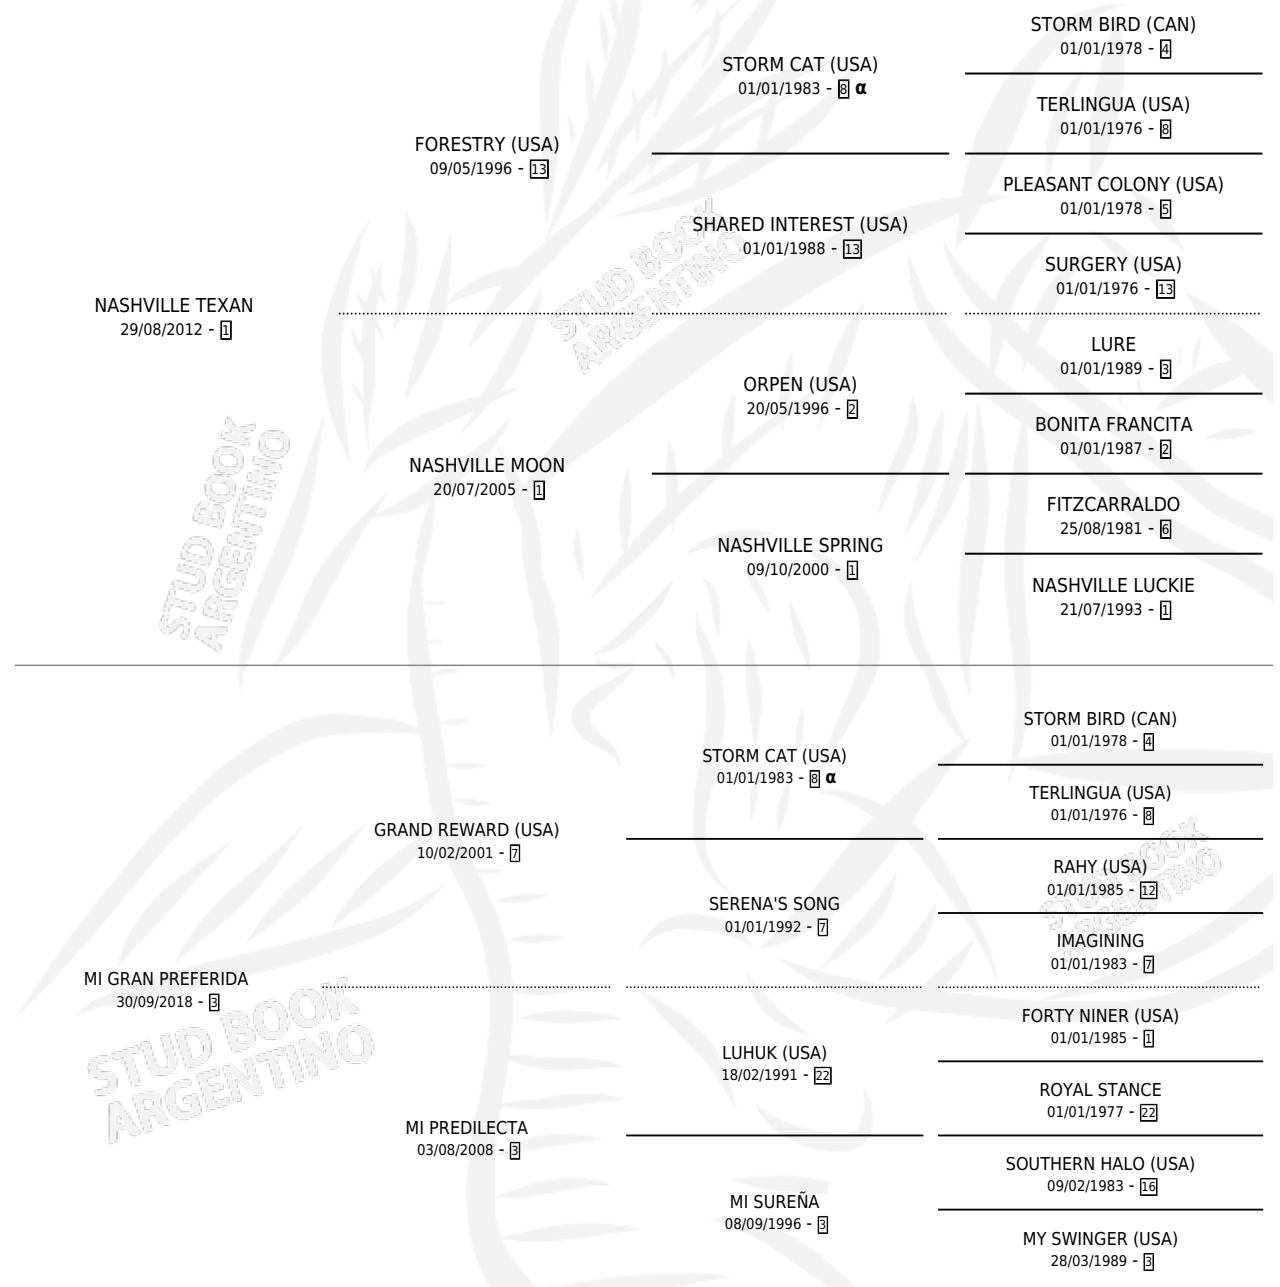 STORM BIRD (CAN)
01/01/1978 - 4
STORM CAT (USA)
01/01/1983 - 8 α
TERLINGUA (USA)
01/01/1976 - 8
FORESTRY (USA)
09/05/1996 - 13
PLEASANT COLONY (USA)
01/01/1978 - 5
SHARED INTEREST (USA)
01/01/1988 - 13
SURGERY (USA)
01/01/1976 - 13
NASHVILLE TEXAN
29/08/2012 - 1
LURE
01/01/1989 - 3
ORPEN (USA)
20/05/1996 - 2
BONITA FRANCITA
01/01/1987 - 2
NASHVILLE MOON
20/07/2005 - 1
FITZCARRALDO
25/08/1981 - 6
NASHVILLE SPRING
09/10/2000 - 1
NASHVILLE LUCKIE
21/07/1993 - 1
STORM BIRD (CAN)
01/01/1978 - 4
STORM CAT (USA)
01/01/1983 - 8 α
TERLINGUA (USA)
01/01/1976 - 8
GRAND REWARD (USA)
10/02/2001 - 7
RAHY (USA)
01/01/1985 - 12
SERENA'S SONG
01/01/1992 - 7
IMAGINING
01/01/1983 - 7
MI GRAN PREFERIDA
30/09/2018 - 3
FORTY NINER (USA)
01/01/1985 - 1
LUHUK (USA)
18/02/1991 - 22
ROYAL STANCE
01/01/1977 - 22
MI PREDILECTA
03/08/2008 - 3
SOUTHERN HALO (USA)
09/02/1983 - 16
MI SUREÑA
08/09/1996 - 3
MY SWINGER (USA)
28/03/1989 - 3
STUD BOOK
ARGENTINO
STUD BOOK
ARGENTINO
STUD BOOK
ARGENTINO
STUD BOOK
ARGENTINO